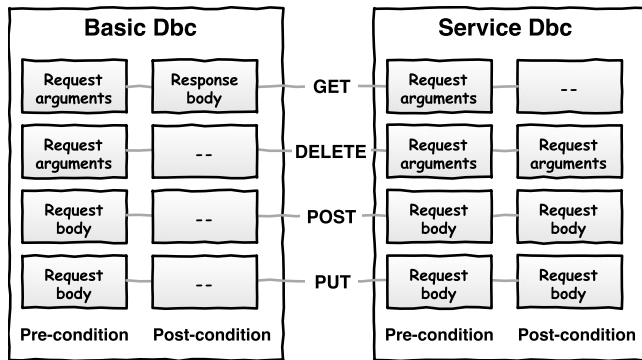 Basic Dbc
Service Dbc
Request
arguments
Response
body
GET
Request
arguments
--
Request
arguments
--
DELETE
Request
arguments
Request
arguments
Request
body
--
POST
Request
body
Request
body
Request
body
--
PUT
Request
body
Request
body
Pre-condition
Post-condition
Pre-condition
Post-condition